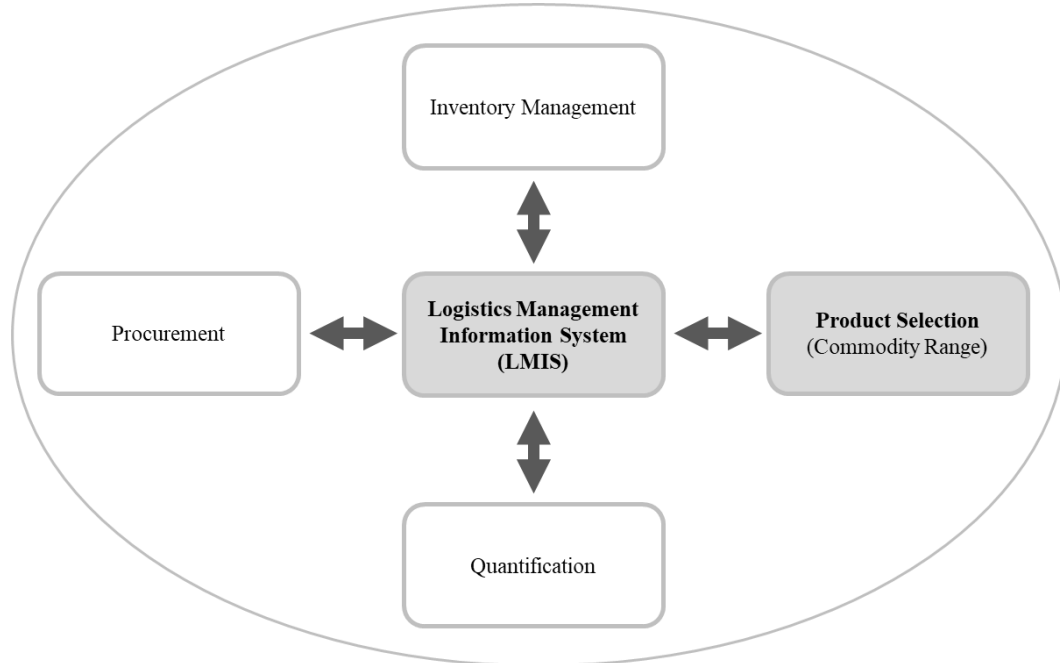 Inventory Management
Procurement
Logistics Management
Information System
(LMIS)
Product Selection
(Commodity Range)
Quantification